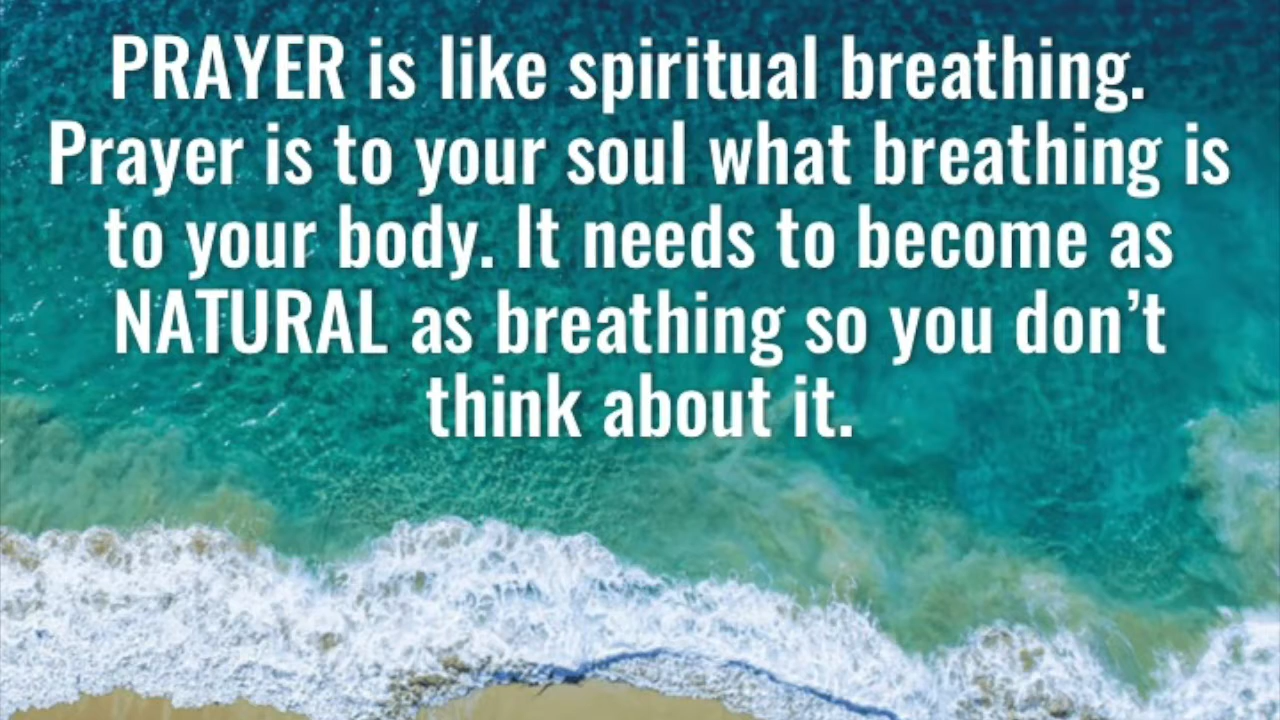 PRAYER is like spiritual breathing.
Prayer is to your soul what breathing is
to your body. It needs to become as
NATURAL as breathing so you don’t
think about it.